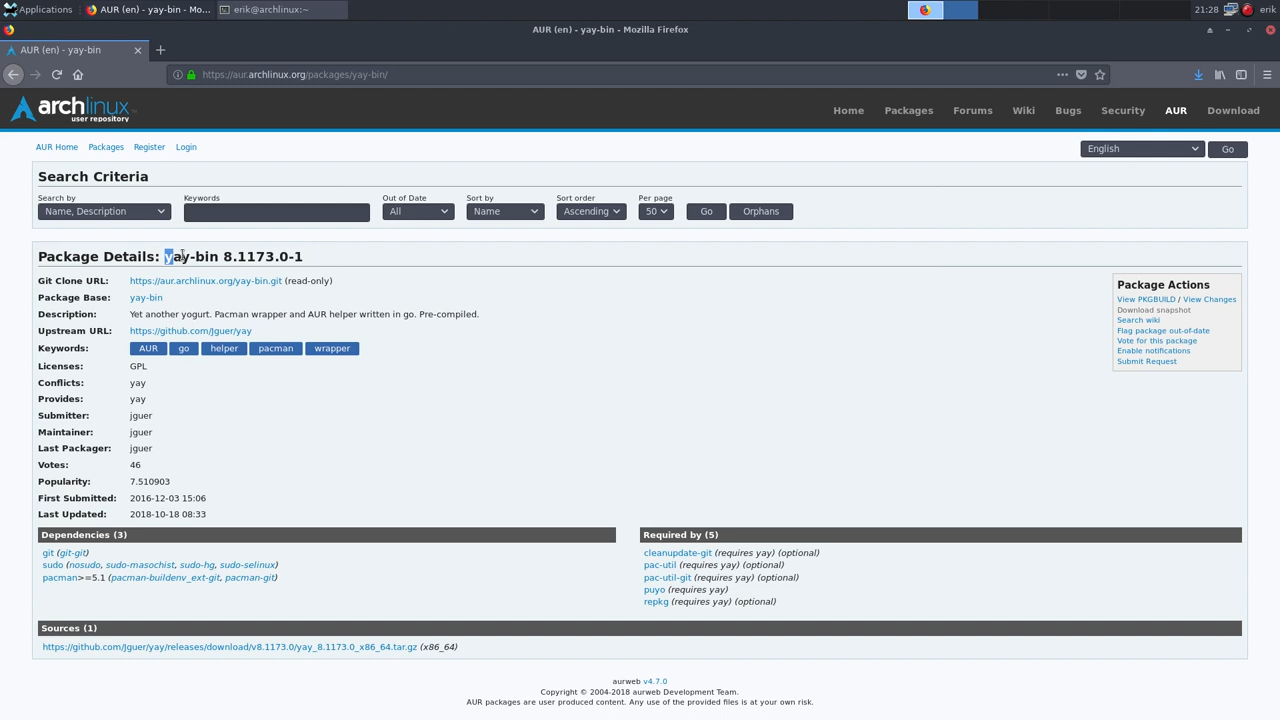 Applications AUR (en) - yay-bin - Mo... erik@archlinux:~ 21:28 erik
AUR (en) - yay-bin - Mozilla Firefox
AUR (en) - yay-bin
https://aur.archlinux.org/packages/yay-bin/
archlinux
user repository
Home Packages Forums Wiki Bugs Security AUR Download
AUR Home Packages Register Login
English Go
Search Criteria
Search by Keywords Out of Date Sort by Sort order Per page
Name, Description All Name Ascending 50 Go Orphans
Package Details: yay-bin 8.1173.0-1
Git Clone URL: https://aur.archlinux.org/yay-bin.git (read-only)
Package Base: yay-bin
Description: Yet another yogurt. Pacman wrapper and AUR helper written in go. Pre-compiled.
Upstream URL: https://github.com/Jguer/yay
Keywords: AUR go helper pacman wrapper
Licenses: GPL
Conflicts: yay
Provides: yay
Submitter: jguer
Maintainer: jguer
Last Packager: jguer
Votes: 46
Popularity: 7.510903
First Submitted: 2016-12-03 15:06
Last Updated: 2018-10-18 08:33
Package Actions
View PKGBUILD / View Changes
Download snapshot
Search wiki
Flag package out-of-date
Vote for this package
Enable notifications
Submit Request
Dependencies (3)
git (git-git)
sudo (nosudo, sudo-masochist, sudo-hg, sudo-selinux)
pacman>=5.1 (pacman-buildenv_ext-git, pacman-git)
Required by (5)
cleanupdate-git (requires yay) (optional)
pac-util (requires yay) (optional)
pac-util-git (requires yay) (optional)
puyo (requires yay)
repkg (requires yay) (optional)
Sources (1)
https://github.com/Jguer/yay/releases/download/v8.1173.0/yay_8.1173.0_x86_64.tar.gz (x86_64)
aurweb v4.7.0
Copyright © 2004-2018 aurweb Development Team.
AUR packages are user produced content. Any use of the provided files is at your own risk.